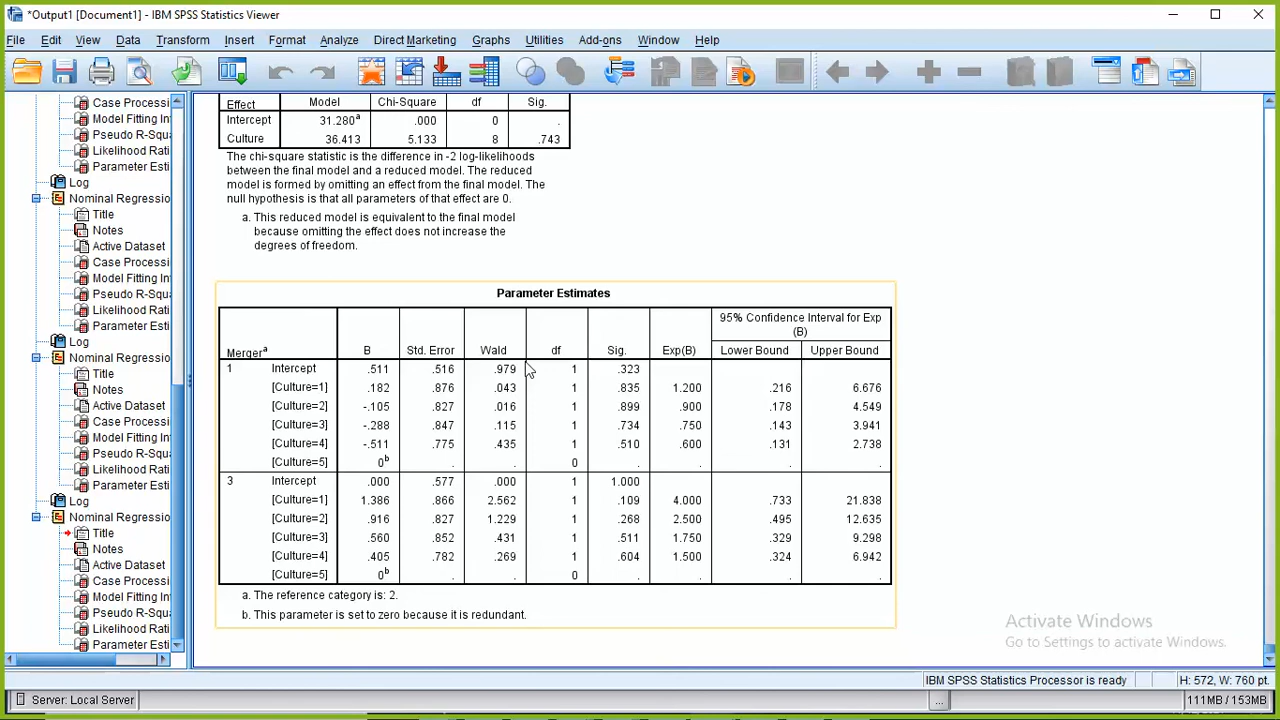 *Output1 [Document1] - IBM SPSS Statistics Viewer
File Edit View Data Transform Insert Format Analyze Direct Marketing Graphs Utilities Add-ons Window Help
Case Processi
Model Fitting In
Pseudo R-Squa
Likelihood Rati
Parameter Esti
Log
Nominal Regressio
Title
Notes
Active Dataset
Case Processi
Model Fitting In
Pseudo R-Squa
Likelihood Rati
Parameter Esti
Log
Nominal Regressio
Title
Notes
Active Dataset
Case Processi
Model Fitting In
Pseudo R-Squa
Likelihood Rati
Parameter Esti
Log
Nominal Regressio
Title
Notes
Active Dataset
Case Processi
Model Fitting In
Pseudo R-Squa
Likelihood Rati
Parameter Esti
Effect Model Chi-Square df Sig.
Intercept 31.280a .000 0 .
Culture 36.413 5.133 8 .743
The chi-square statistic is the difference in -2 log-likelihoods
between the final model and a reduced model. The reduced
model is formed by omitting an effect from the final model. The
null hypothesis is that all parameters of that effect are 0.
a. This reduced model is equivalent to the final model
because omitting the effect does not increase the
degrees of freedom.
Parameter Estimates
95% Confidence Interval for Exp
(B)
Mergera B Std. Error Wald df Sig. Exp(B) Lower Bound Upper Bound
1 Intercept .511 .516 .979 1 .323
[Culture=1] .182 .876 .043 1 .835 1.200 .216 6.676
[Culture=2] -.105 .827 .016 1 .899 .900 .178 4.549
[Culture=3] -.288 .847 .115 1 .734 .750 .143 3.941
[Culture=4] -.511 .775 .435 1 .510 .600 .131 2.738
[Culture=5] 0b . . 0 . . . .
3 Intercept .000 .577 .000 1 1.000
[Culture=1] 1.386 .866 2.562 1 .109 4.000 .733 21.838
[Culture=2] .916 .827 1.229 1 .268 2.500 .495 12.635
[Culture=3] .560 .852 .431 1 .511 1.750 .329 9.298
[Culture=4] .405 .782 .269 1 .604 1.500 .324 6.942
[Culture=5] 0b . . 0 . . . .
a. The reference category is: 2.
b. This parameter is set to zero because it is redundant.
Activate Windows
Go to Settings to activate Windows.
IBM SPSS Statistics Processor is ready H: 572, W: 760 pt.
Server: Local Server ... 111MB / 153MB